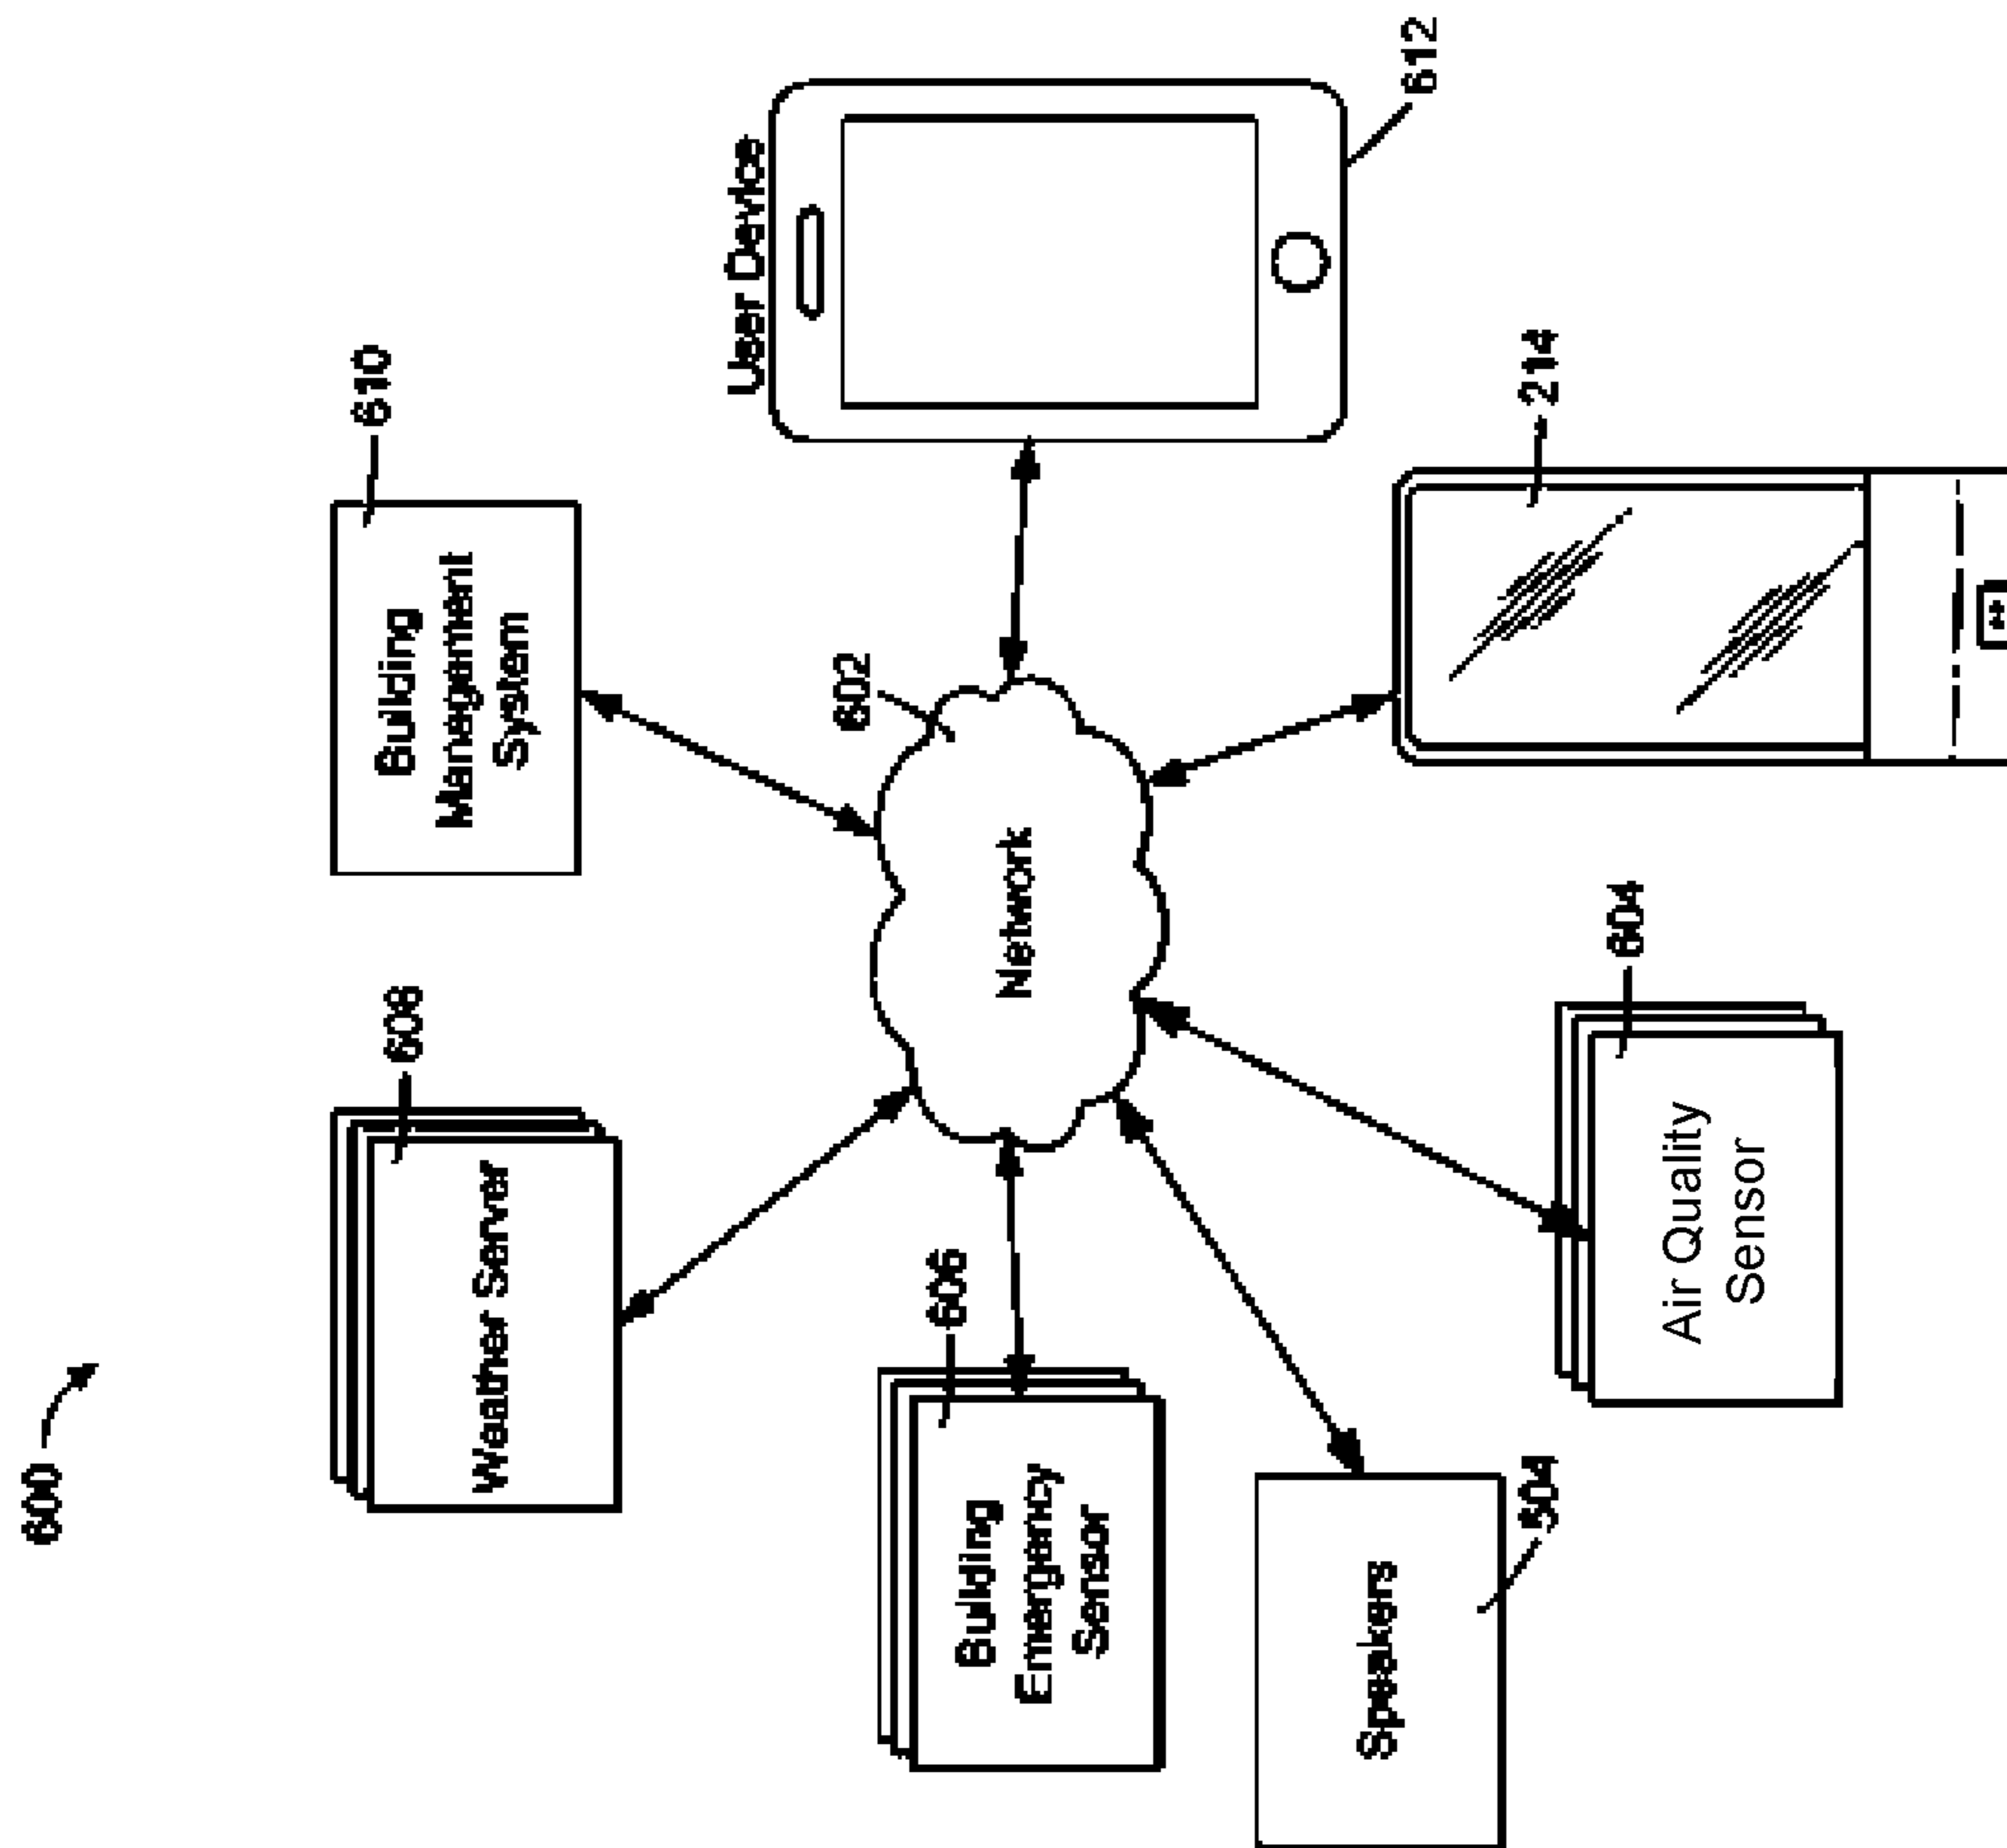 600
608
Weather Server
610
Building
Management
System
User Device
602
606
Building
Emergency
Sensor
Network
612
Speakers
504
214
604
Air Quality
Sensor